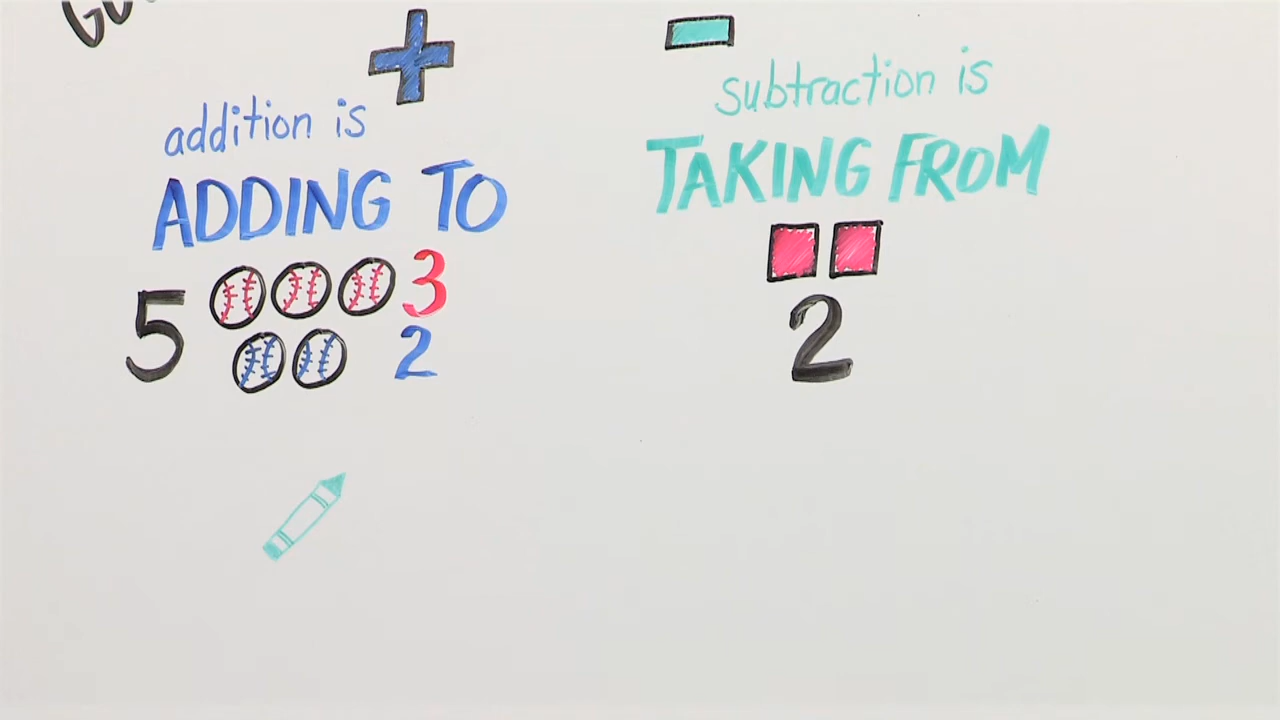 addition is
ADDING TO
5
3
2
subtraction is
TAKING FROM
2